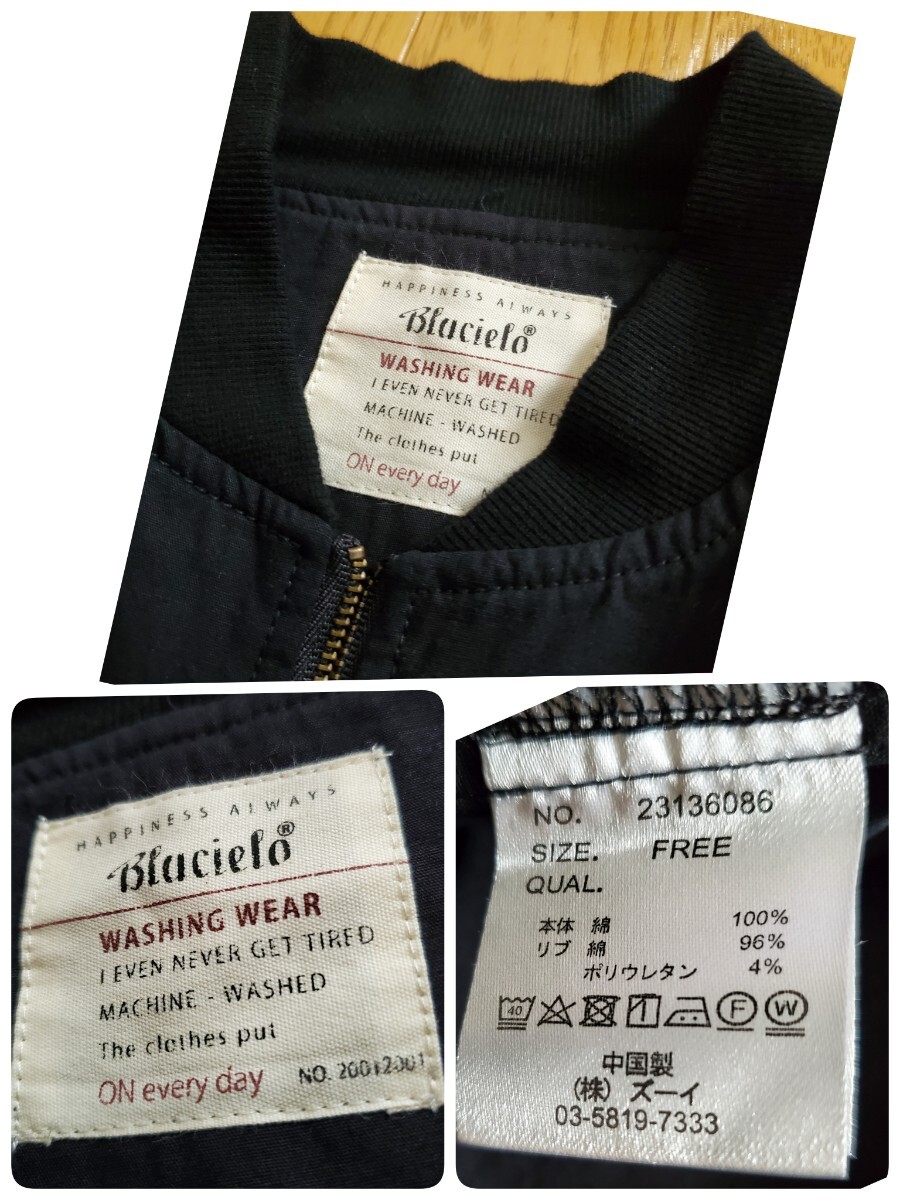 HAPPINESS ALWAYS
Blucielo®
WASHING WEAR
I EVEN NEVER GET TIRED
MACHINE - WASHED
The clothes put
ON every day
HAPPINESS ALWAYS
Blucielo®
WASHING WEAR
I EVEN NEVER GET TIRED
MACHINE - WASHED
The clothes put
ON every day NO. 20012001
NO. 23136086
SIZE. FREE
QUAL.
本体 綿 100%
リブ 綿 96%
ポリウレタン 4%
40 F W
中国製
(株) ズーイ
03-5819-7333